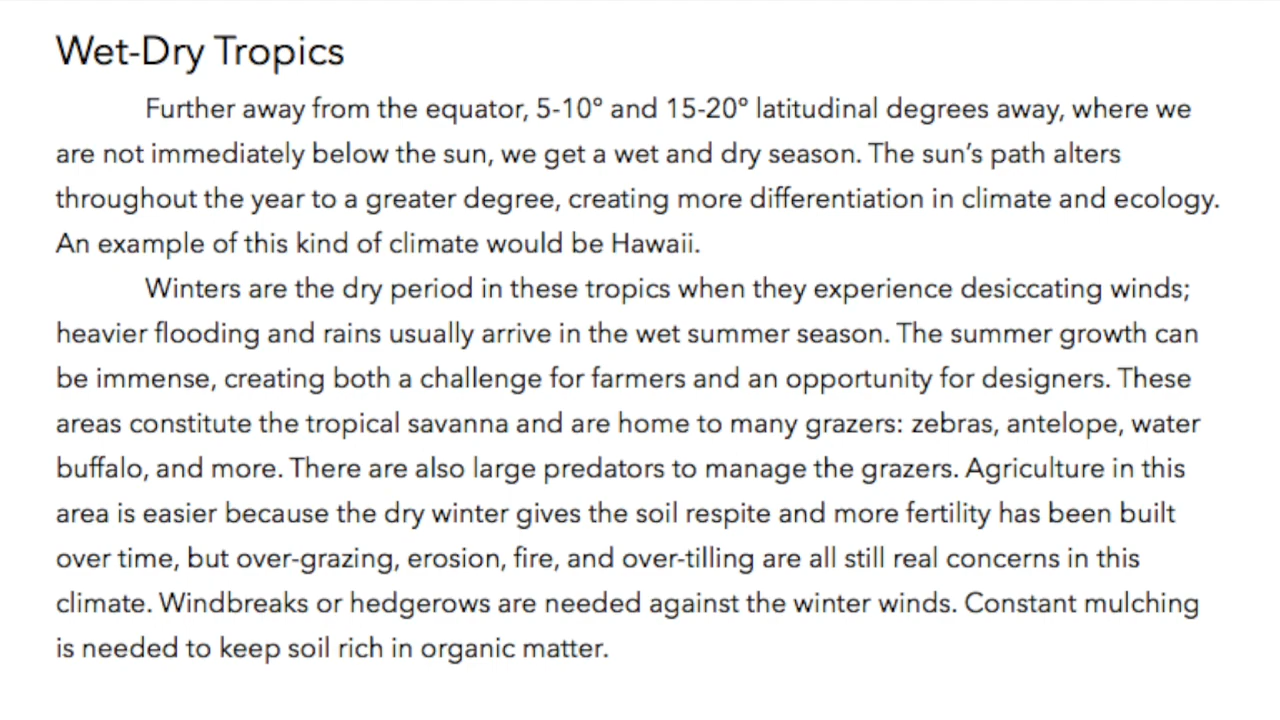 Wet-Dry Tropics
Further away from the equator, 5-10° and 15-20° latitudinal degrees away, where we
are not immediately below the sun, we get a wet and dry season. The sun’s path alters
throughout the year to a greater degree, creating more differentiation in climate and ecology.
An example of this kind of climate would be Hawaii.
Winters are the dry period in these tropics when they experience desiccating winds;
heavier flooding and rains usually arrive in the wet summer season. The summer growth can
be immense, creating both a challenge for farmers and an opportunity for designers. These
areas constitute the tropical savanna and are home to many grazers: zebras, antelope, water
buffalo, and more. There are also large predators to manage the grazers. Agriculture in this
area is easier because the dry winter gives the soil respite and more fertility has been built
over time, but over-grazing, erosion, fire, and over-tilling are all still real concerns in this
climate. Windbreaks or hedgerows are needed against the winter winds. Constant mulching
is needed to keep soil rich in organic matter.